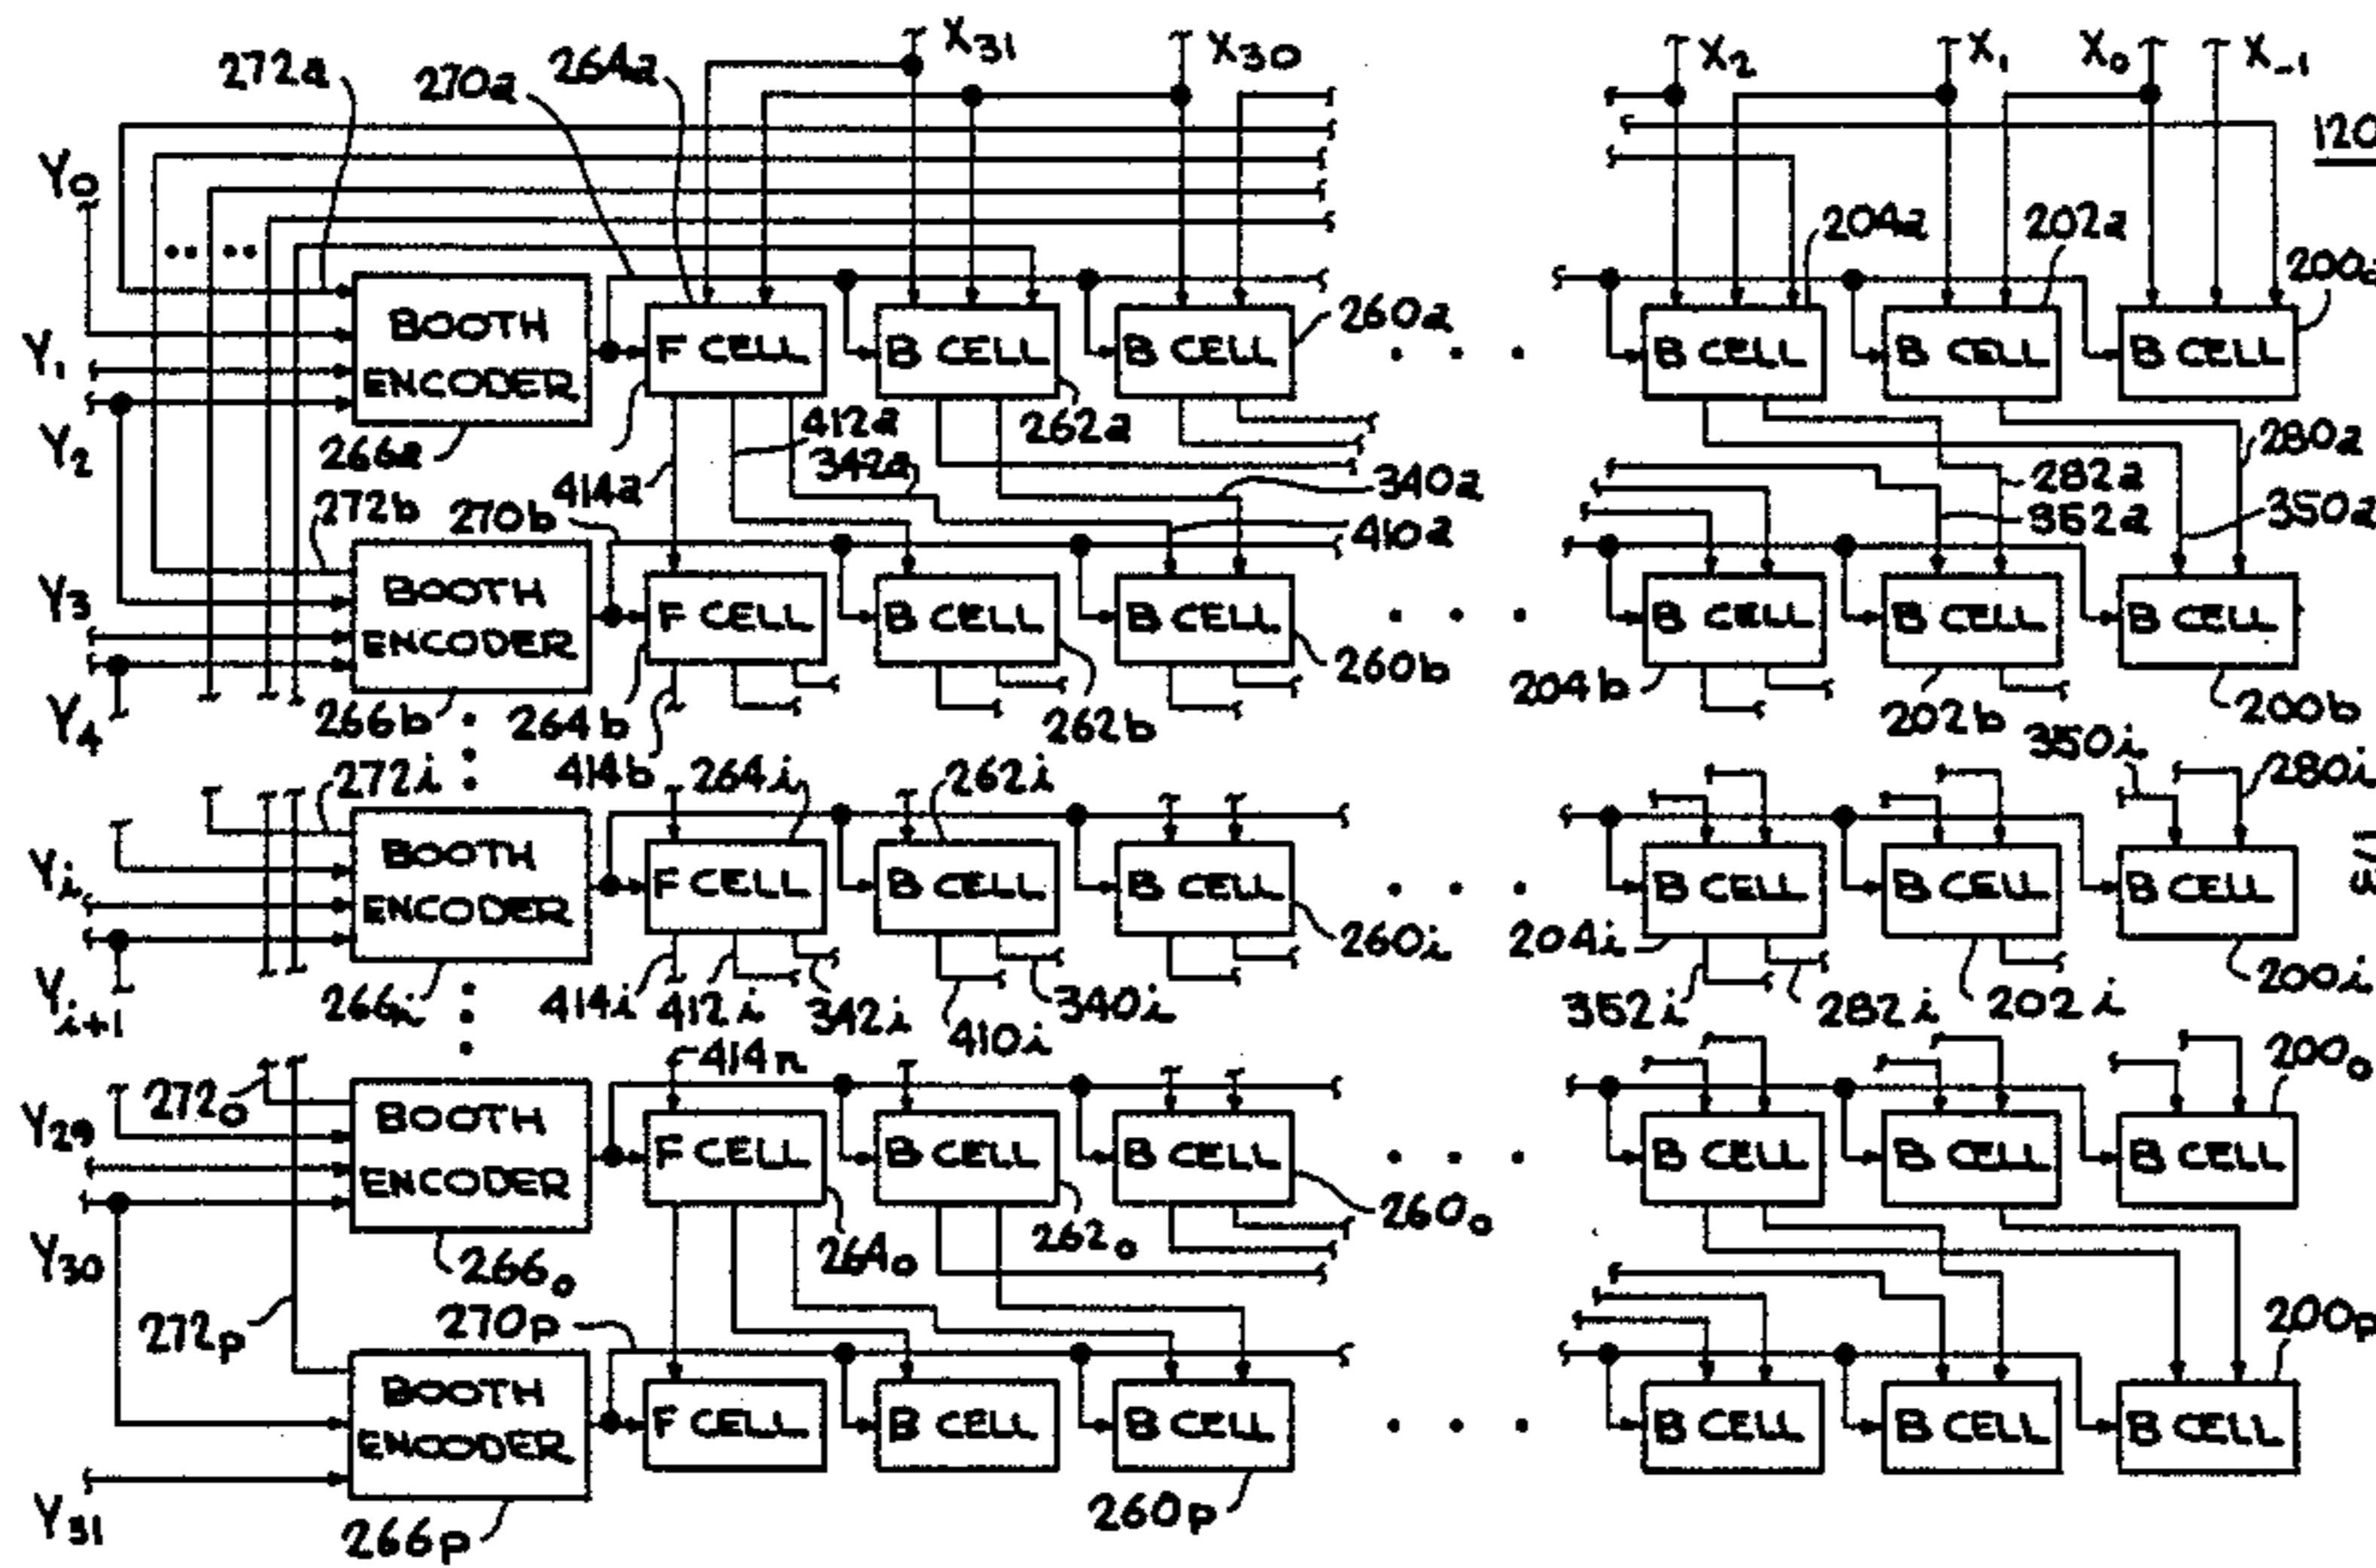 X31 X30 X2 X1 X0 X-1
272a 270a 264a
120
Y0
204a 202a 200a
BOOTH ENCODER F CELL B CELL B CELL 260a . . . B CELL B CELL B CELL
Y1
Y2
266a 414a 412a 342a 262a 340a 410a 280a 282a 352a 350a
272b 270b
BOOTH ENCODER F CELL B CELL B CELL . . . B CELL B CELL B CELL
Y3
Y4
266b 264b 414b 262b 260b 204b 202b 200b
272i 264i 262i 350i 280i
BOOTH ENCODER F CELL B CELL B CELL . . . B CELL B CELL B CELL
Yi
Yi+1
266i 414i 412i 342i 410i 340i 260i 204i 352i 282i 202i 200i
272o 414n 200o
BOOTH ENCODER F CELL B CELL B CELL . . . B CELL B CELL B CELL
Y29
Y30
266o 264o 262o 260o
272p 270p 200p
BOOTH ENCODER F CELL B CELL B CELL . . . B CELL B CELL B CELL
Y31
266p 260p